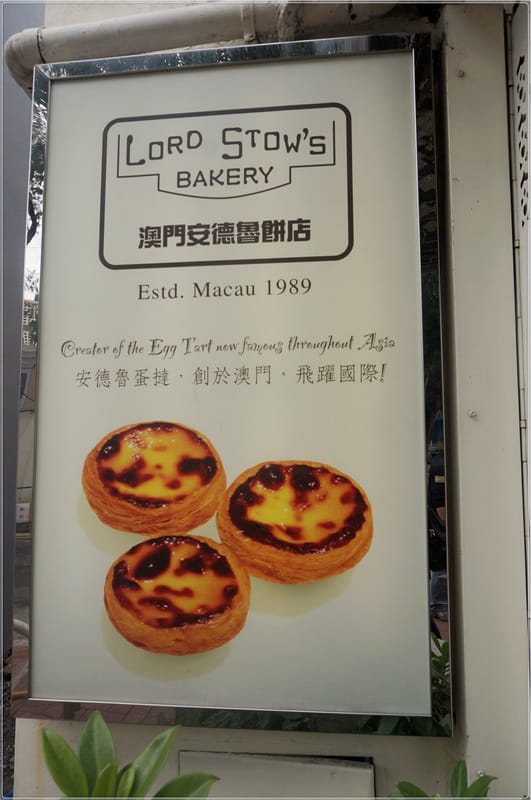 LORD STOW'S
BAKERY
澳門安德魯餅店
Estd. Macau 1989
Creator of the Egg Tart now famous throughout Asia
安德魯蛋撻，創於澳門，飛躍國際!